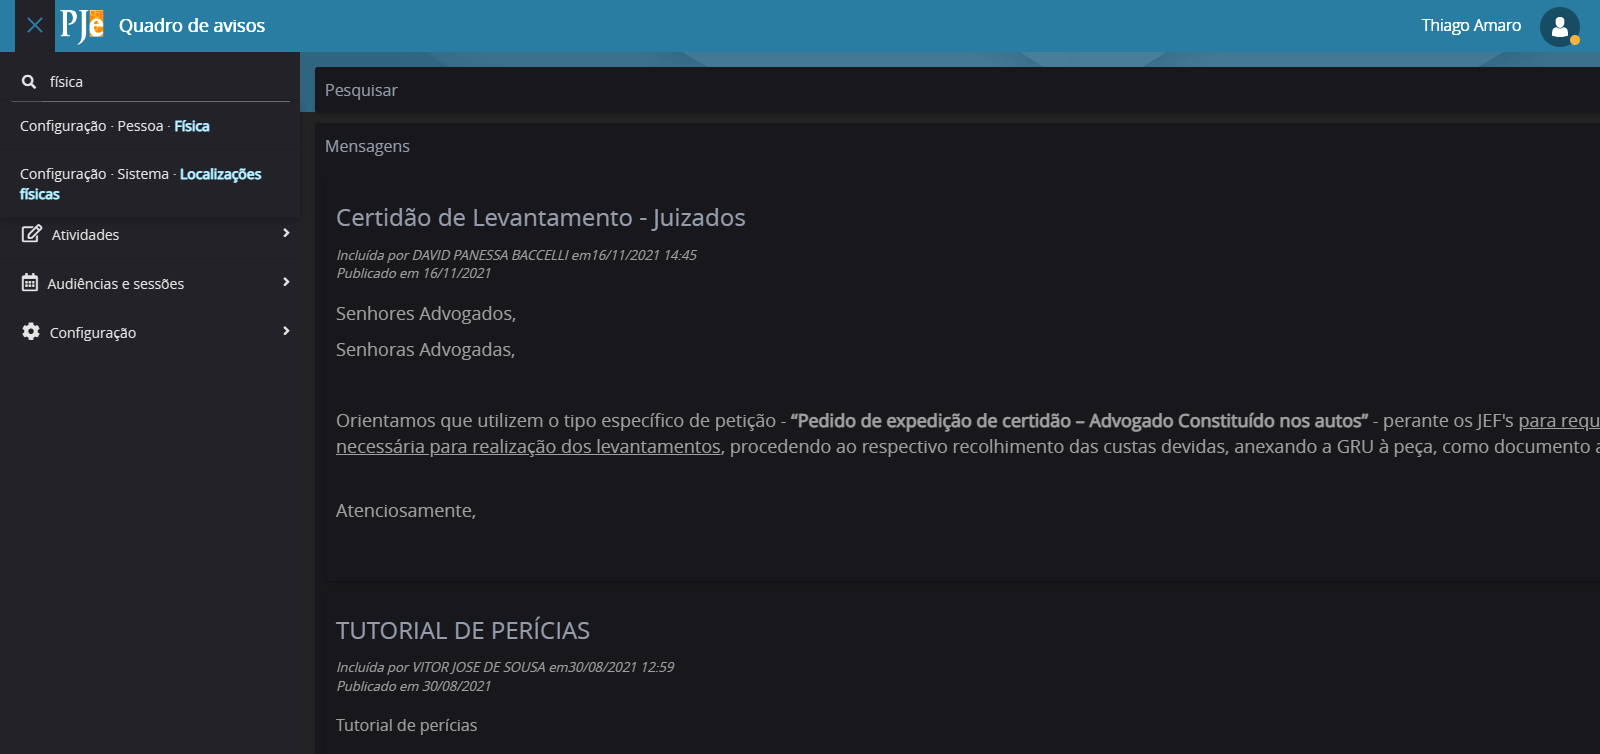 PJe Quadro de avisos
Thiago Amaro
física
Configuração · Pessoa · Física
Configuração · Sistema · Localizações
físicas
Atividades
Audiências e sessões
Configuração
Pesquisar
Mensagens
Certidão de Levantamento - Juizados
Incluída por DAVID PANESSA BACCELLI em16/11/2021 14:45
Publicado em 16/11/2021
Senhores Advogados,
Senhoras Advogadas,
Orientamos que utilizem o tipo específico de petição - “Pedido de expedição de certidão – Advogado Constituído nos autos” - perante os JEF's para requ
necessária para realização dos levantamentos, procedendo ao respectivo recolhimento das custas devidas, anexando a GRU à peça, como documento a
Atenciosamente,
TUTORIAL DE PERÍCIAS
Incluída por VITOR JOSE DE SOUSA em30/08/2021 12:59
Publicado em 30/08/2021
Tutorial de perícias